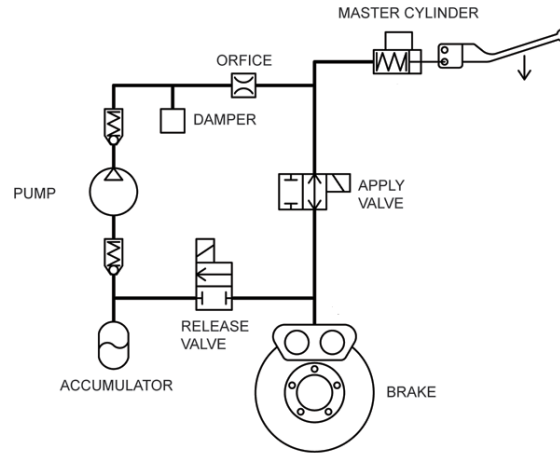 MASTER CYLINDER
ORFICE
DAMPER
PUMP
APPLY
VALVE
RELEASE
VALVE
ACCUMULATOR
BRAKE